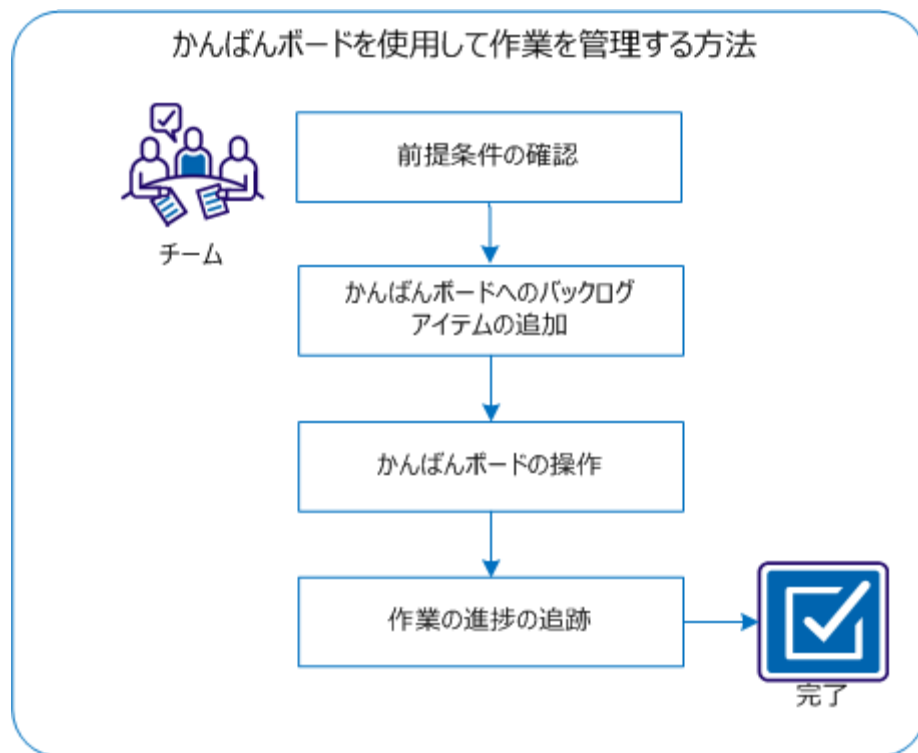 かんばんボードを使用して作業を管理する方法
前提条件の確認
チーム
かんばんボードへのバックログ
アイテムの追加
かんばんボードの操作
作業の進捗の追跡
完了